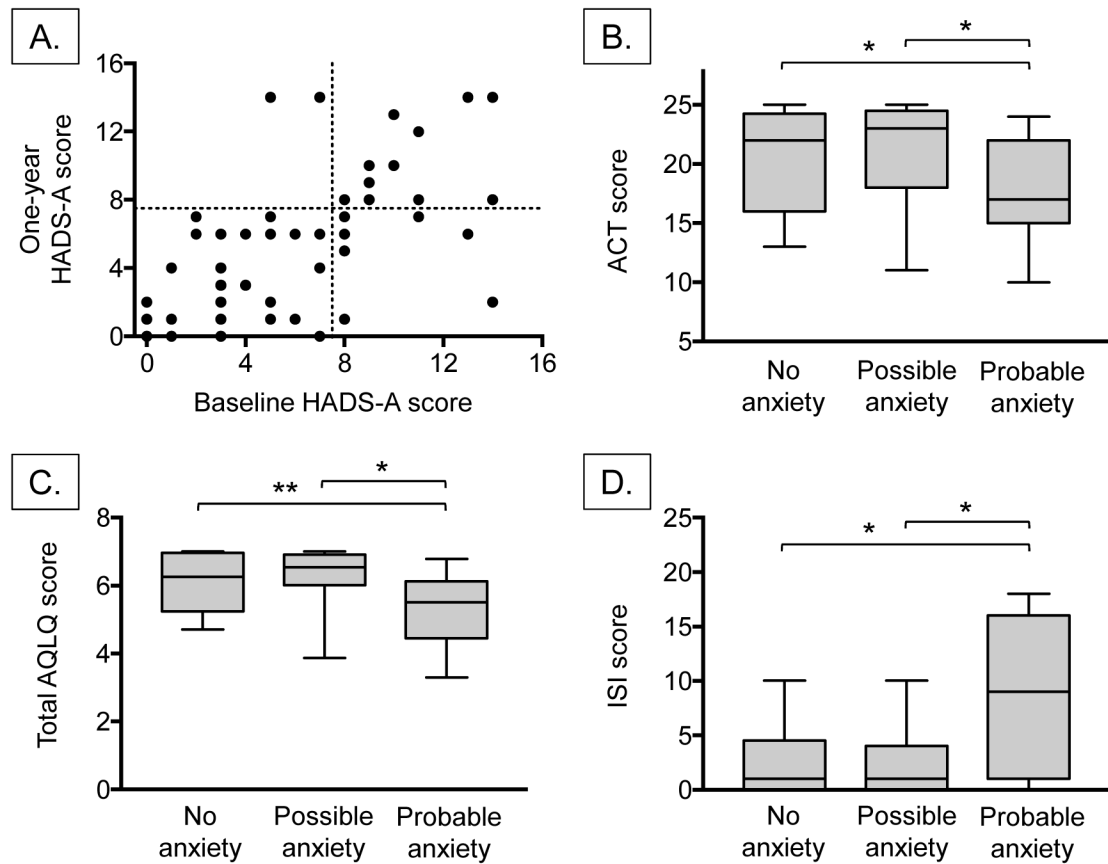 A.
16
12
8
4
0
One-year
HADS-A score
0 4 8 12 16
Baseline HADS-A score
B.
* *
25
20
15
10
5
ACT score
No
anxiety
Possible
anxiety
Probable
anxiety
C.
** *
8
6
4
2
0
Total AQLQ score
No
anxiety
Possible
anxiety
Probable
anxiety
D.
* *
25
20
15
10
5
0
ISI score
No
anxiety
Possible
anxiety
Probable
anxiety